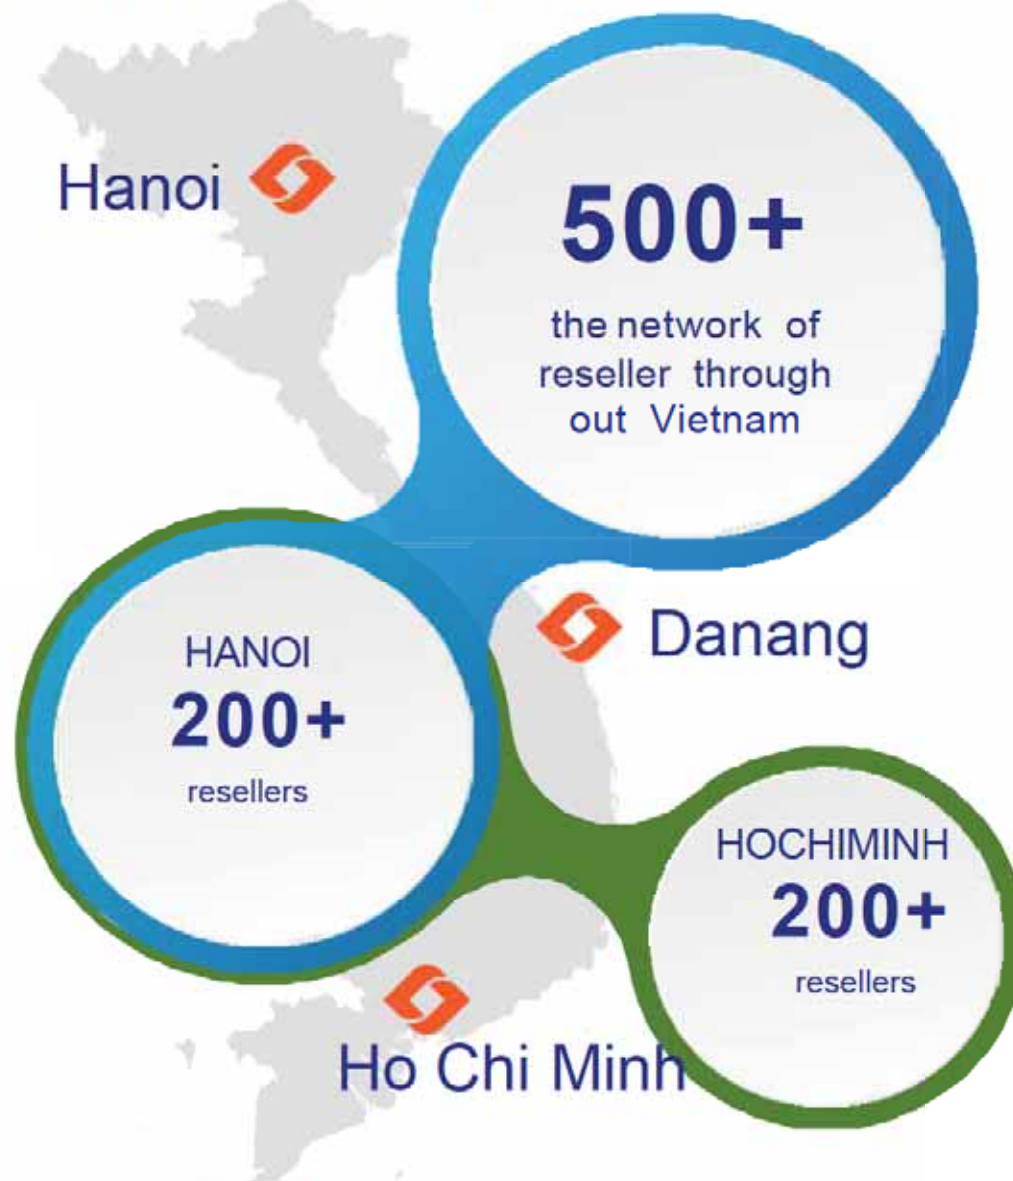 Hanoi
500+
the network of
reseller through
out Vietnam
Danang
HANOI
200+
resellers
HOCHIMINH
200+
resellers
Ho Chi Minh